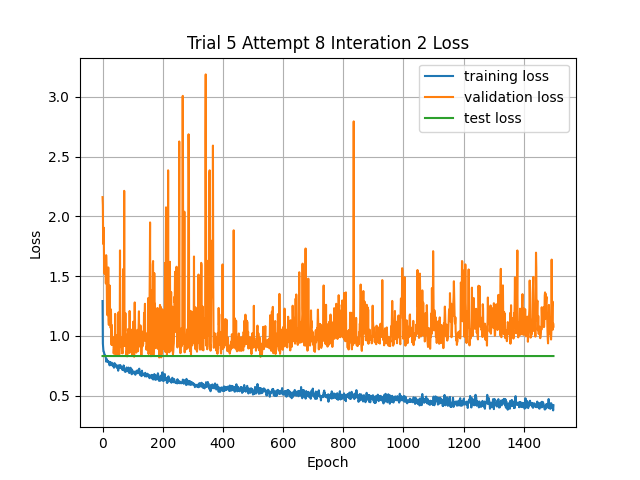 Trial 5 Attempt 8 Interation 2 Loss
training loss
validation loss
test loss
3.0
2.5
2.0
1.5
1.0
0.5
Loss
0 200 400 600 800 1000 1200 1400
Epoch